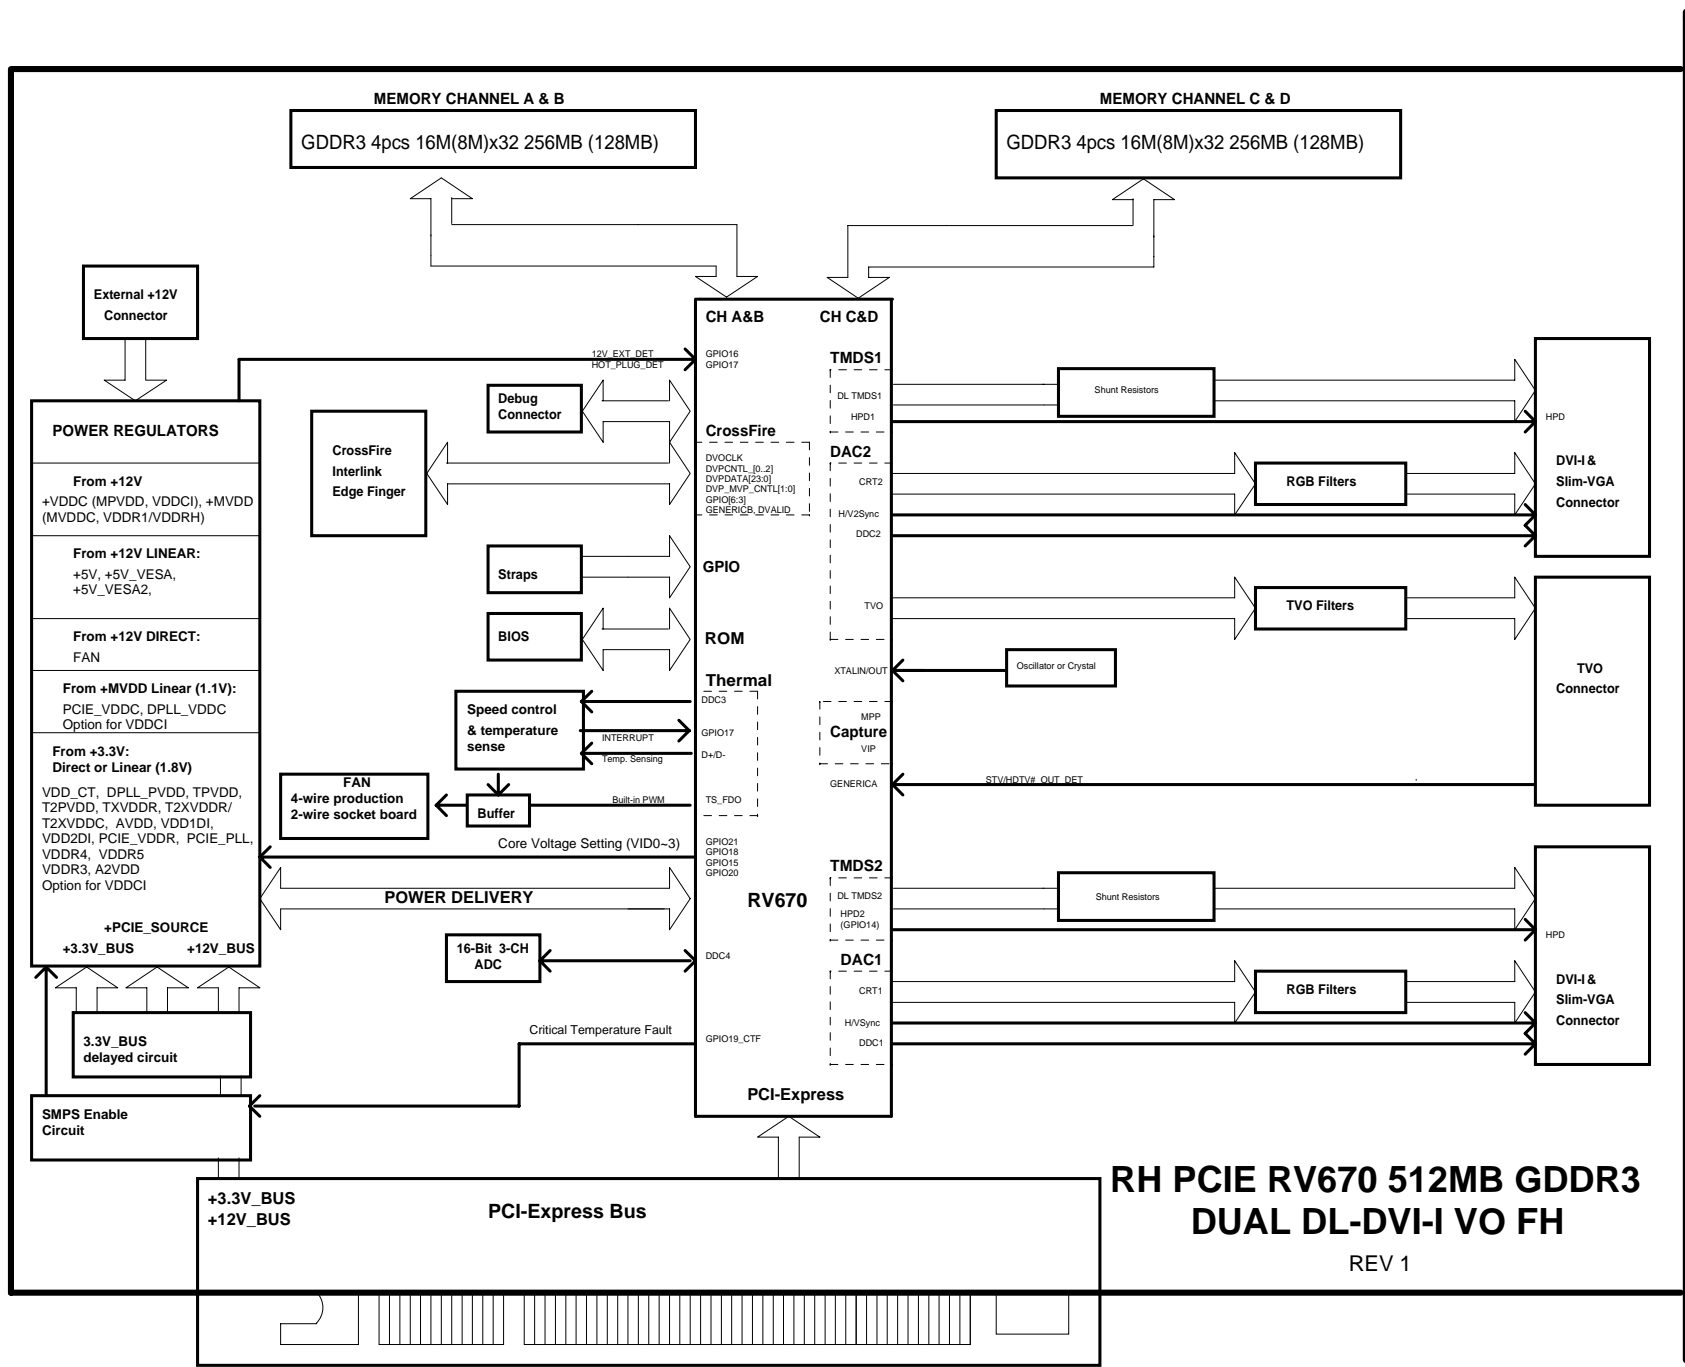 MEMORY CHANNEL A & B
GDDR3 4pcs 16M(8M)x32 256MB (128MB)
MEMORY CHANNEL C & D
GDDR3 4pcs 16M(8M)x32 256MB (128MB)
External +12V
Connector
POWER REGULATORS
From +12V
+VDDC (MPVDD, VDDCI), +MVDD
(MVDDC, VDDR1/VDDRH)
From +12V LINEAR:
+5V, +5V_VESA,
+5V_VESA2,
From +12V DIRECT:
FAN
From +MVDD Linear (1.1V):
PCIE_VDDC, DPLL_VDDC
Option for VDDCI
From +3.3V:
Direct or Linear (1.8V)
VDD_CT, DPLL_PVDD, TPVDD,
T2PVDD, TXVDDR, T2XVDDR/
T2XVDDC, AVDD, VDD1DI,
VDD2DI, PCIE_VDDR, PCIE_PLL,
VDDR4, VDDR5
VDDR3, A2VDD
Option for VDDCI
+PCIE_SOURCE
+3.3V_BUS
+12V_BUS
3.3V_BUS
delayed circuit
SMPS Enable
Circuit
12V_EXT_DET
HOT_PLUG_DET
Debug
Connector
CrossFire
Interlink
Edge Finger
Straps
BIOS
Speed control
& temperature
sense
INTERRUPT
Temp. Sensing
FAN
4-wire production
2-wire socket board
Buffer
Built-in PWM
Core Voltage Setting (VID0~3)
POWER DELIVERY
16-Bit 3-CH
ADC
Critical Temperature Fault
CH A&B
CH C&D
GPIO16
GPIO17
CrossFire
DVOCLK
DVPCNTL_[0..2]
DVPDATA[23:0]
DVP_MVP_CNTL[1:0]
GPIO[6:3]
GENERICB, DVALID
GPIO
ROM
Thermal
DDC3
GPIO17
D+/D-
TS_FDO
GPIO21
GPIO18
GPIO15
GPIO20
RV670
DDC4
GPIO19_CTF
PCI-Express
TMDS1
DL TMDS1
HPD1
DAC2
CRT2
H/V2Sync
DDC2
TVO
XTALIN/OUT
MPP
Capture
VIP
GENERICA
TMDS2
DL TMDS2
HPD2
(GPIO14)
DAC1
CRT1
H/VSync
DDC1
Shunt Resistors
RGB Filters
TVO Filters
Oscillator or Crystal
STV/HDTV#_OUT_DET
Shunt Resistors
RGB Filters
HPD
DVI-I &
Slim-VGA
Connector
TVO
Connector
HPD
DVI-I &
Slim-VGA
Connector
+3.3V_BUS
+12V_BUS
PCI-Express Bus
RH PCIE RV670 512MB GDDR3
DUAL DL-DVI-I VO FH
REV 1